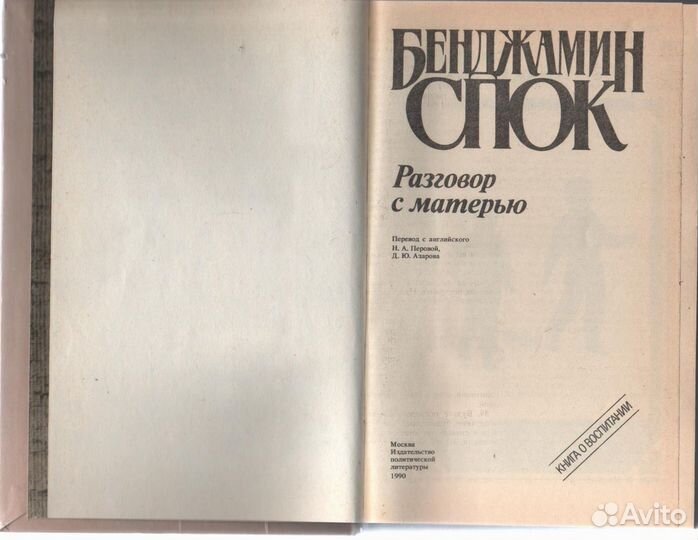 БЕНДЖАМИН
СПОК
Разговор
с матерью
Перевод с английского
Н. А. Перовой,
Д. Ю. Азарова
Москва
Издательство
политической
литературы
1990
КНИГА О ВОСПИТАНИИ
Avito